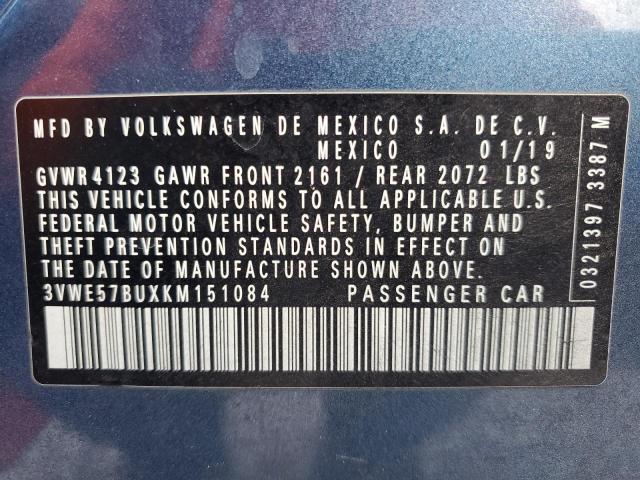 MFD BY VOLKSWAGEN DE MEXICO S.A. DE C.V.
MEXICO 01/19
GVWR 4123 GAWR FRONT 2161 / REAR 2072 LBS
THIS VEHICLE CONFORMS TO ALL APPLICABLE U.S.
FEDERAL MOTOR VEHICLE SAFETY, BUMPER AND
THEFT PREVENTION STANDARDS IN EFFECT ON
THE DATE OF MANUFACTURE SHOWN ABOVE.
3VWE57BUXKM151084 PASSENGER CAR
0321397 3387 M